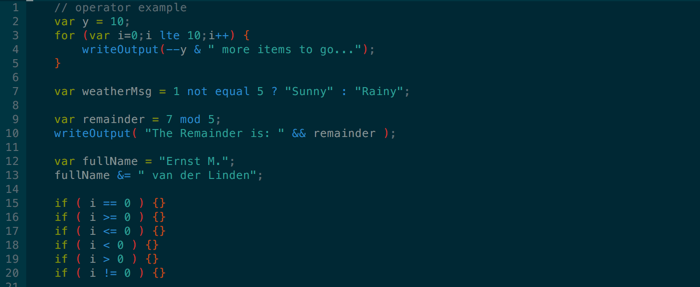 1 // operator example
2 var y = 10;
3 for (var i=0;i lte 10;i++) {
4 writeOutput(--y & " more items to go...");
5 }
6
7 var weatherMsg = 1 not equal 5 ? "Sunny" : "Rainy";
8
9 var remainder = 7 mod 5;
10 writeOutput( "The Remainder is: " && remainder );
11
12 var fullName = "Ernst M.";
13 fullName &= " van der Linden";
14
15 if ( i == 0 ) {}
16 if ( i >= 0 ) {}
17 if ( i <= 0 ) {}
18 if ( i < 0 ) {}
19 if ( i > 0 ) {}
20 if ( i != 0 ) {}
21